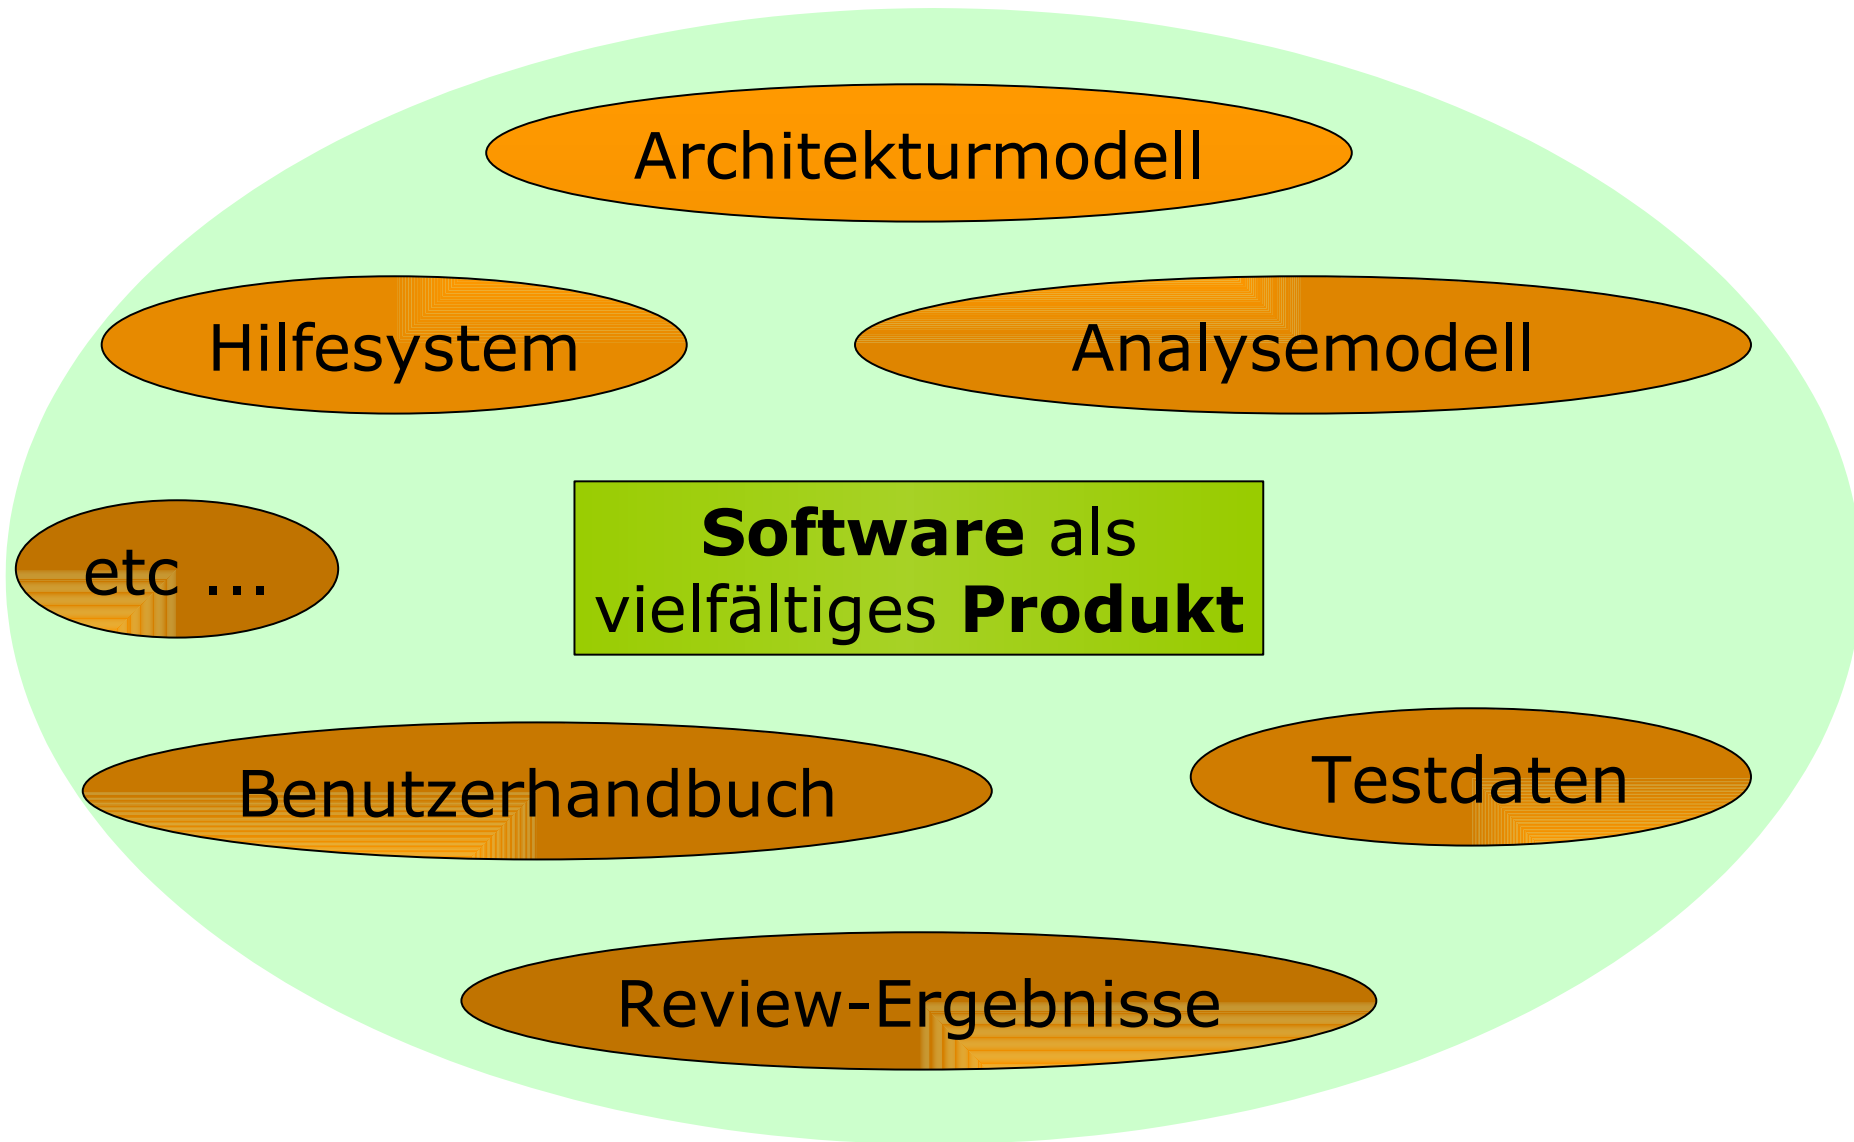 Architekturmodell
Hilfesystem
Analysemodell
Software als
vielfältiges Produkt
etc ...
Benutzerhandbuch
Testdaten
Review-Ergebnisse